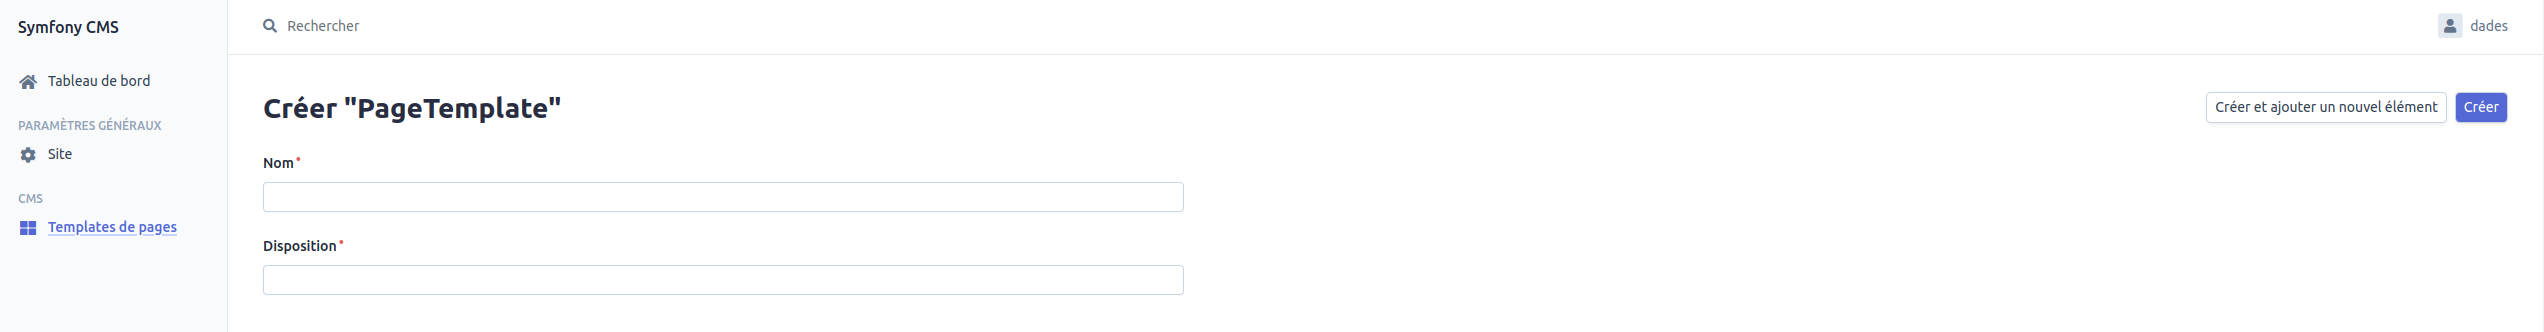 Symfony CMS
Rechercher
dades
Tableau de bord
PARAMÈTRES GÉNÉRAUX
Site
CMS
Templates de pages
Créer "PageTemplate"
Créer et ajouter un nouvel élément
Créer
Nom
Disposition